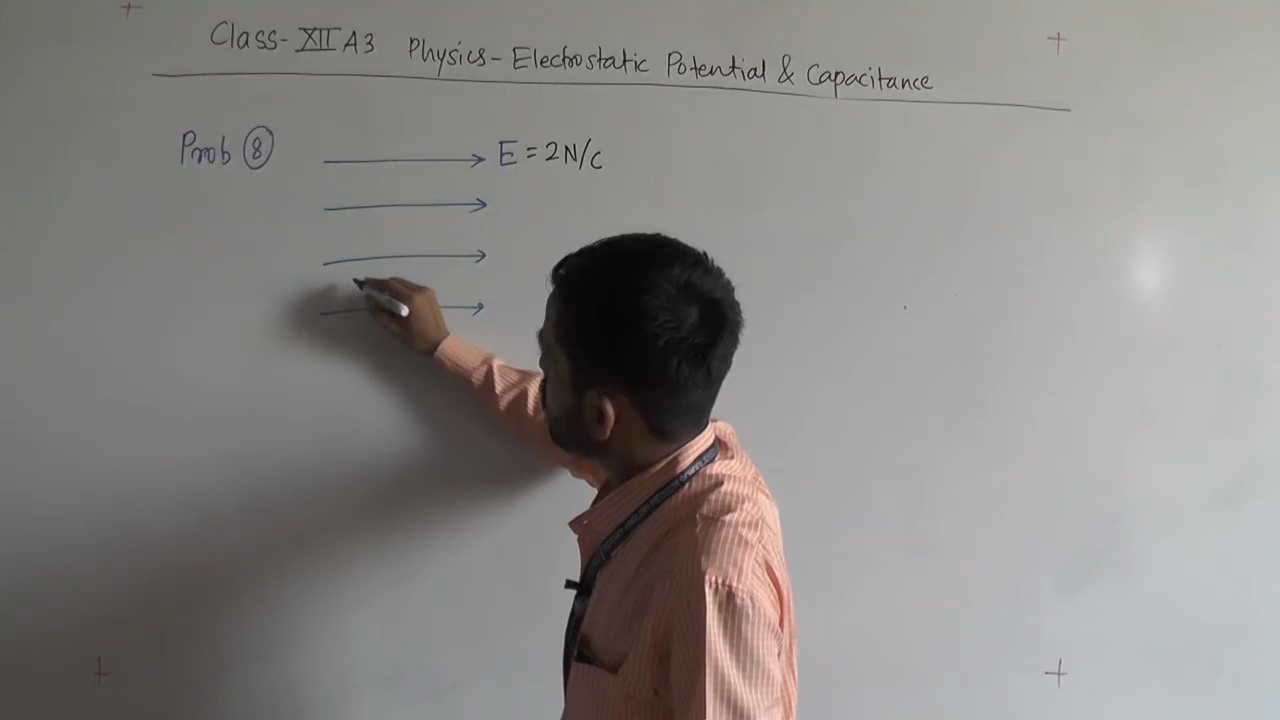 Class-XII A3 Physics - Electrostatic Potential & Capacitance
Prob 8 E = 2N/C